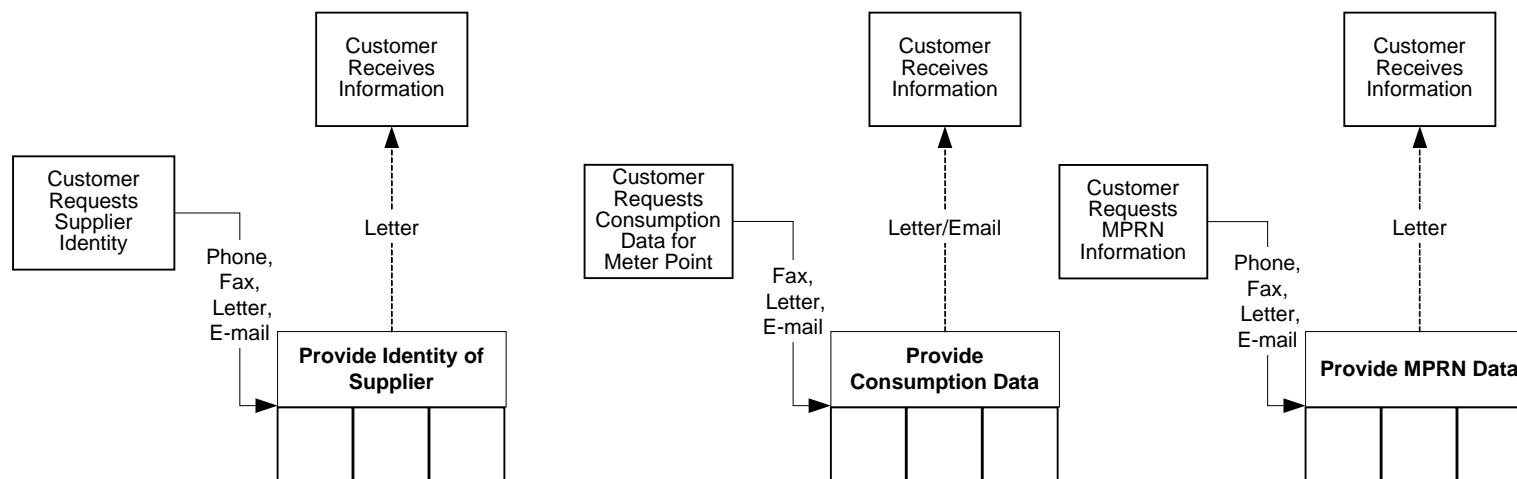 Customer
Receives
Information
Customer
Requests
Supplier
Identity
Letter
Phone,
Fax,
Letter,
E-mail
Provide Identity of
Supplier
Customer
Receives
Information
Customer
Requests
Consumption
Data for
Meter Point
Letter/Email
Fax,
Letter,
E-mail
Provide
Consumption Data
Customer
Receives
Information
Customer
Requests
MPRN
Information
Letter
Phone,
Fax,
Letter,
E-mail
Provide MPRN Data